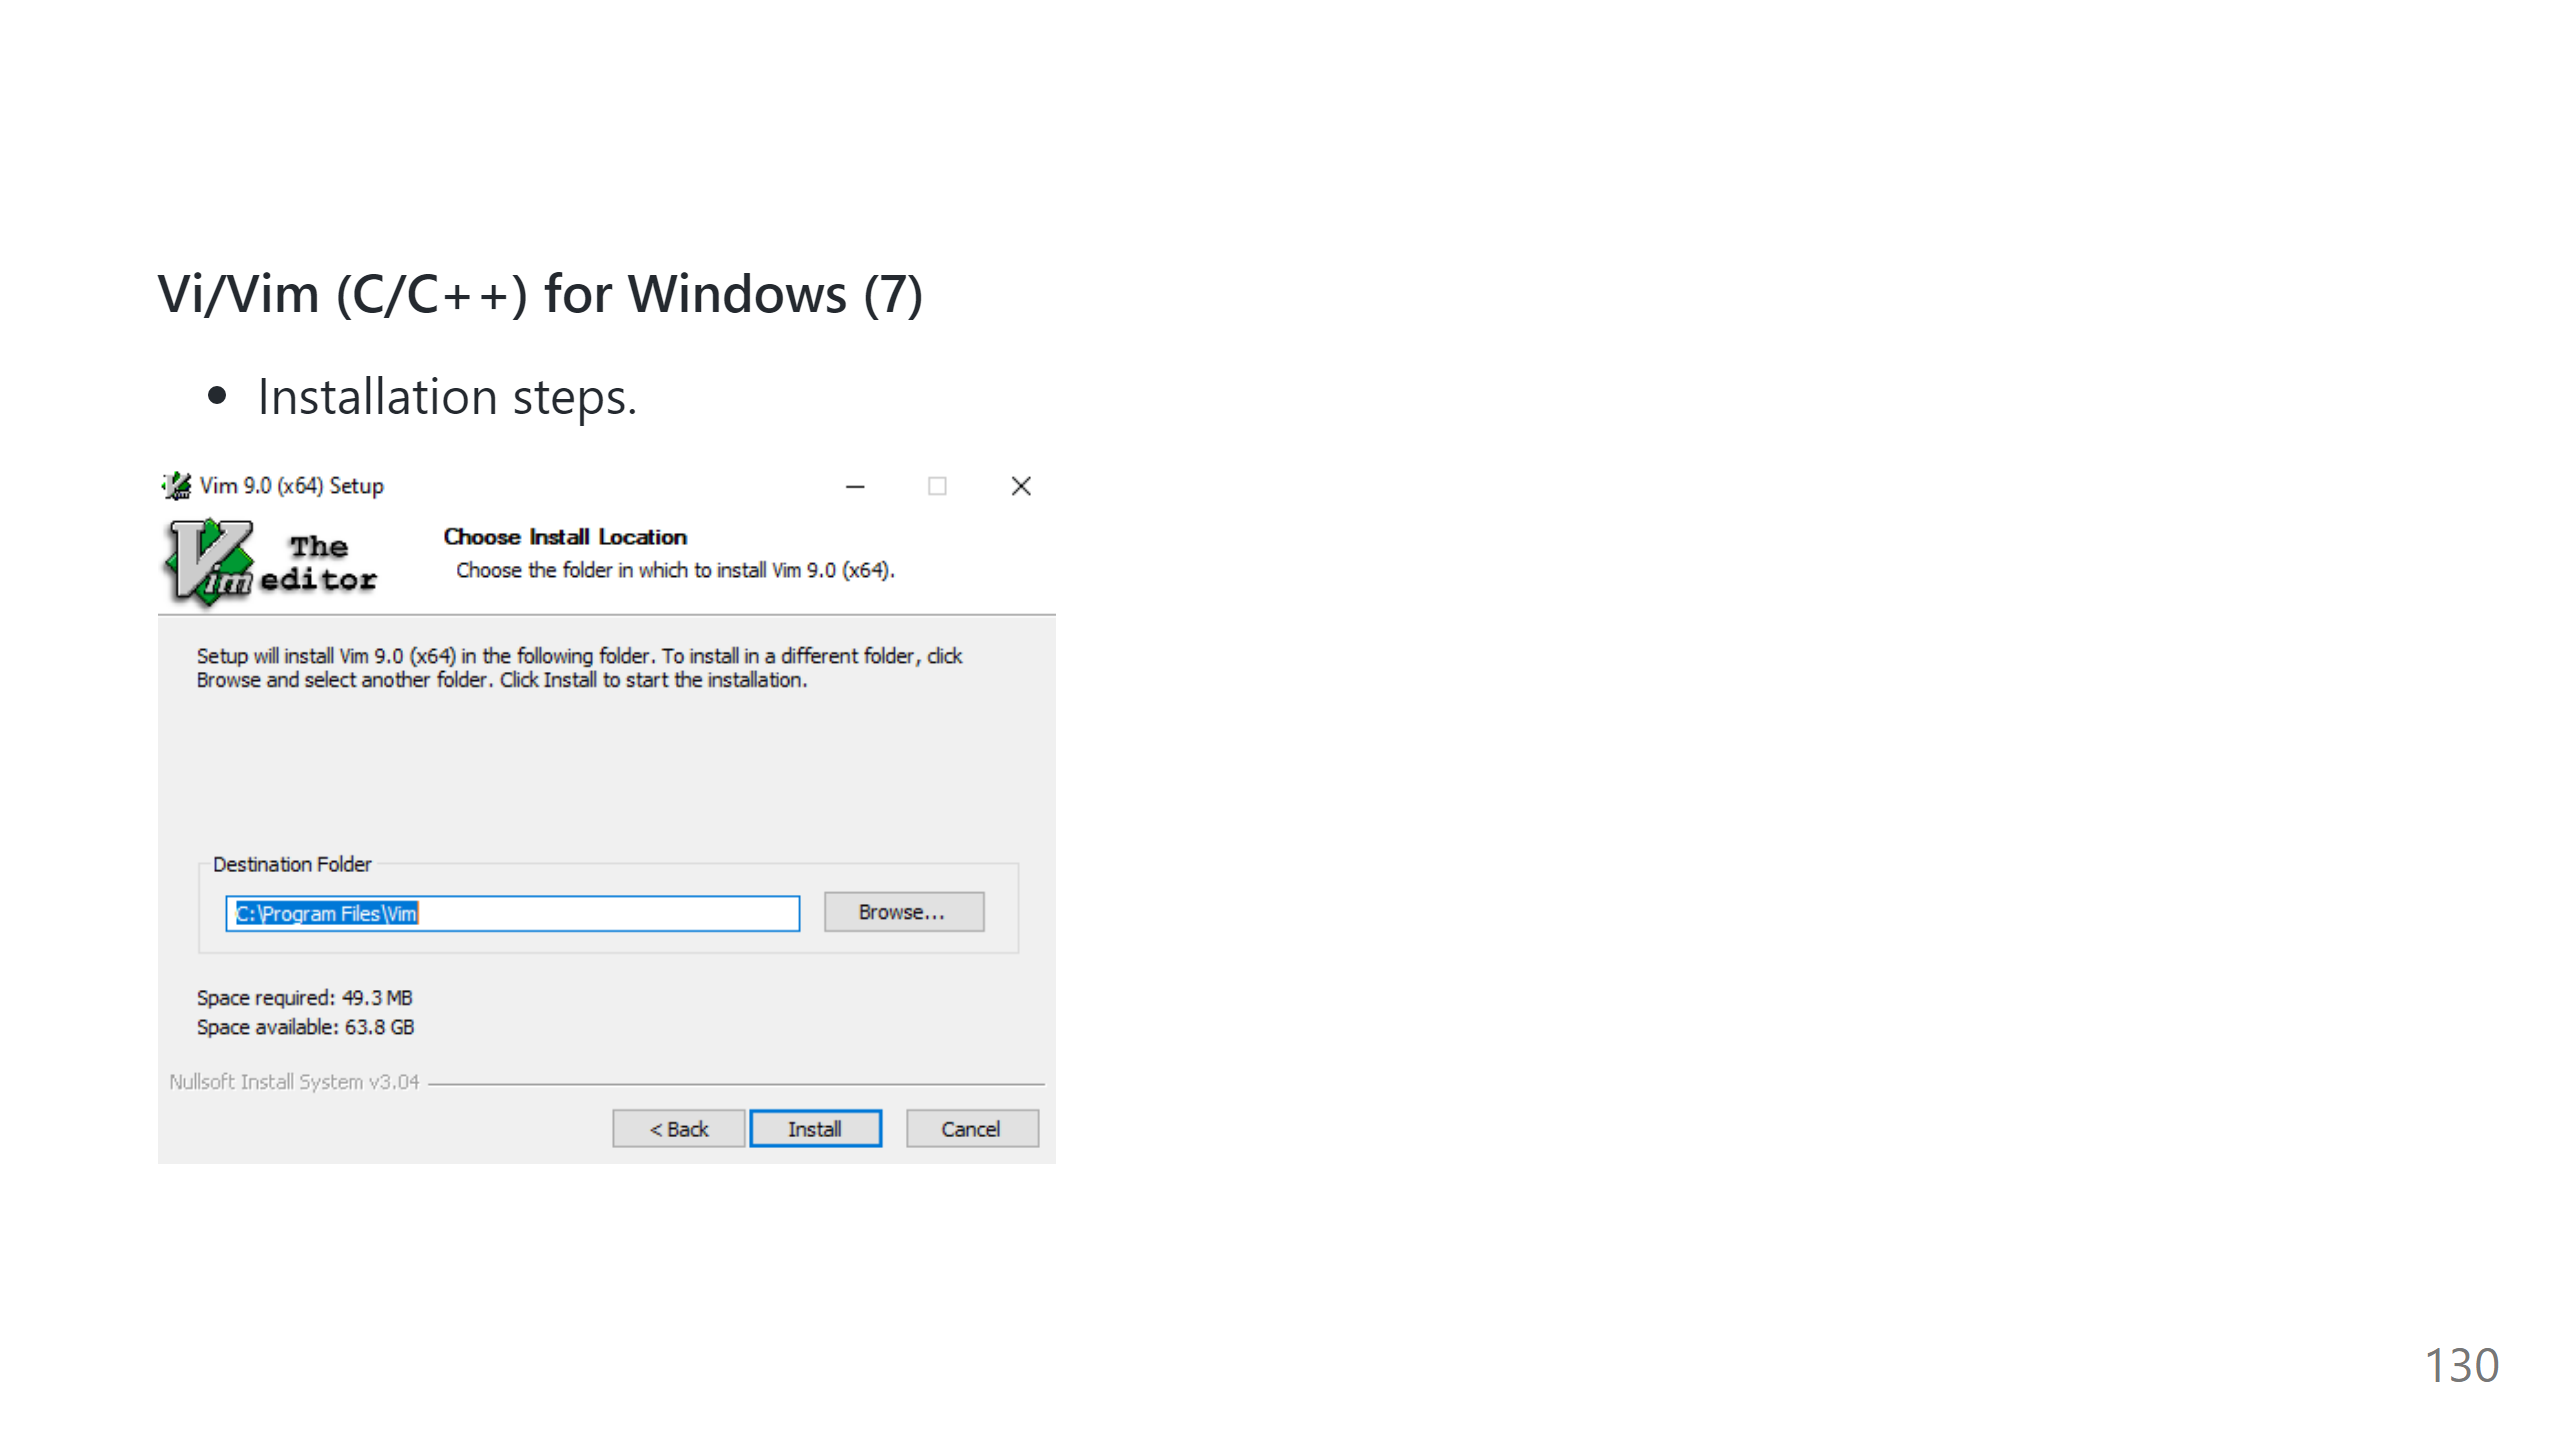 Vi/Vim (C/C++) for Windows (7)
• Installation steps.
Vim 9.0 (x64) Setup
Vim The editor
Choose Install Location
Choose the folder in which to install Vim 9.0 (x64).
Setup will install Vim 9.0 (x64) in the following folder. To install in a different folder, click
Browse and select another folder. Click Install to start the installation.
Destination Folder
C:\Program Files\Vim
Browse...
Space required: 49.3 MB
Space available: 63.8 GB
Nullsoft Install System v3.04
< Back
Install
Cancel
130